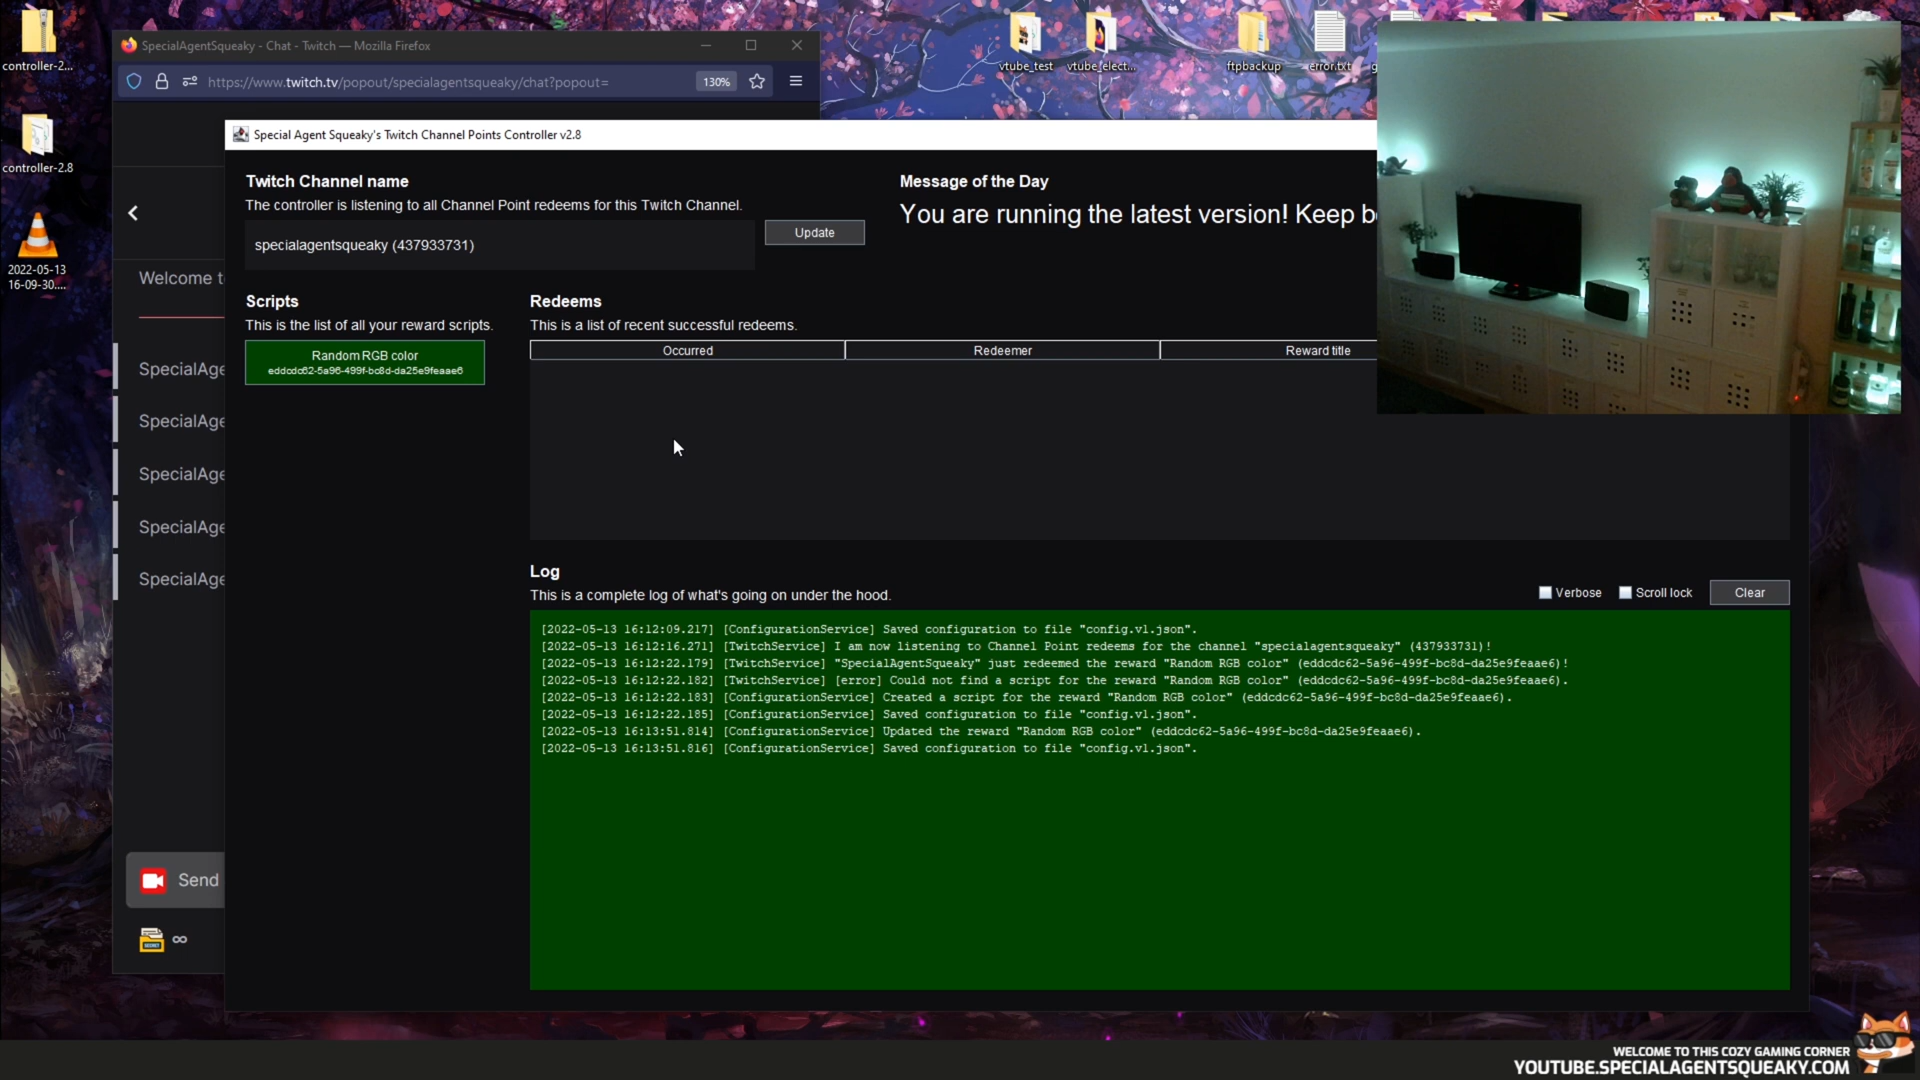 controller-2...
controller-2.8
2022-05-13
16-09-30....
SpecialAgentSqueaky - Chat - Twitch — Mozilla Firefox
https://www.twitch.tv/popout/specialagentsqueaky/chat?popout=
130%
vtube_test
vtube_elect...
ftpbackup
error.txt
Special Agent Squeaky's Twitch Channel Points Controller v2.8
Twitch Channel name
The controller is listening to all Channel Point redeems for this Twitch Channel.
specialagentsqueaky (437933731)
Update
Message of the Day
You are running the latest version! Keep b
Welcome t
SpecialAge
SpecialAge
SpecialAge
SpecialAge
SpecialAge
Send
SECRET
∞
Scripts
This is the list of all your reward scripts.
Random RGB color
eddcdc62-5a96-499f-bc8d-da25e9feaae6
Redeems
This is a list of recent successful redeems.
Occurred
Redeemer
Reward title
Log
This is a complete log of what's going on under the hood.
Verbose
Scroll lock
Clear
[2022-05-13 16:12:09.217] [ConfigurationService] Saved configuration to file "config.v1.json".
[2022-05-13 16:12:16.271] [TwitchService] I am now listening to Channel Point redeems for the channel "specialagentsqueaky" (437933731)!
[2022-05-13 16:12:22.179] [TwitchService] "SpecialAgentSqueaky" just redeemed the reward "Random RGB color" (eddcdc62-5a96-499f-bc8d-da25e9feaae6)!
[2022-05-13 16:12:22.182] [TwitchService] [error] Could not find a script for the reward "Random RGB color" (eddcdc62-5a96-499f-bc8d-da25e9feaae6).
[2022-05-13 16:12:22.183] [ConfigurationService] Created a script for the reward "Random RGB color" (eddcdc62-5a96-499f-bc8d-da25e9feaae6).
[2022-05-13 16:12:22.185] [ConfigurationService] Saved configuration to file "config.v1.json".
[2022-05-13 16:13:51.814] [ConfigurationService] Updated the reward "Random RGB color" (eddcdc62-5a96-499f-bc8d-da25e9feaae6).
[2022-05-13 16:13:51.816] [ConfigurationService] Saved configuration to file "config.v1.json".
WELCOME TO THIS COZY GAMING CORNER
YOUTUBE.SPECIALAGENTSQUEAKY.COM